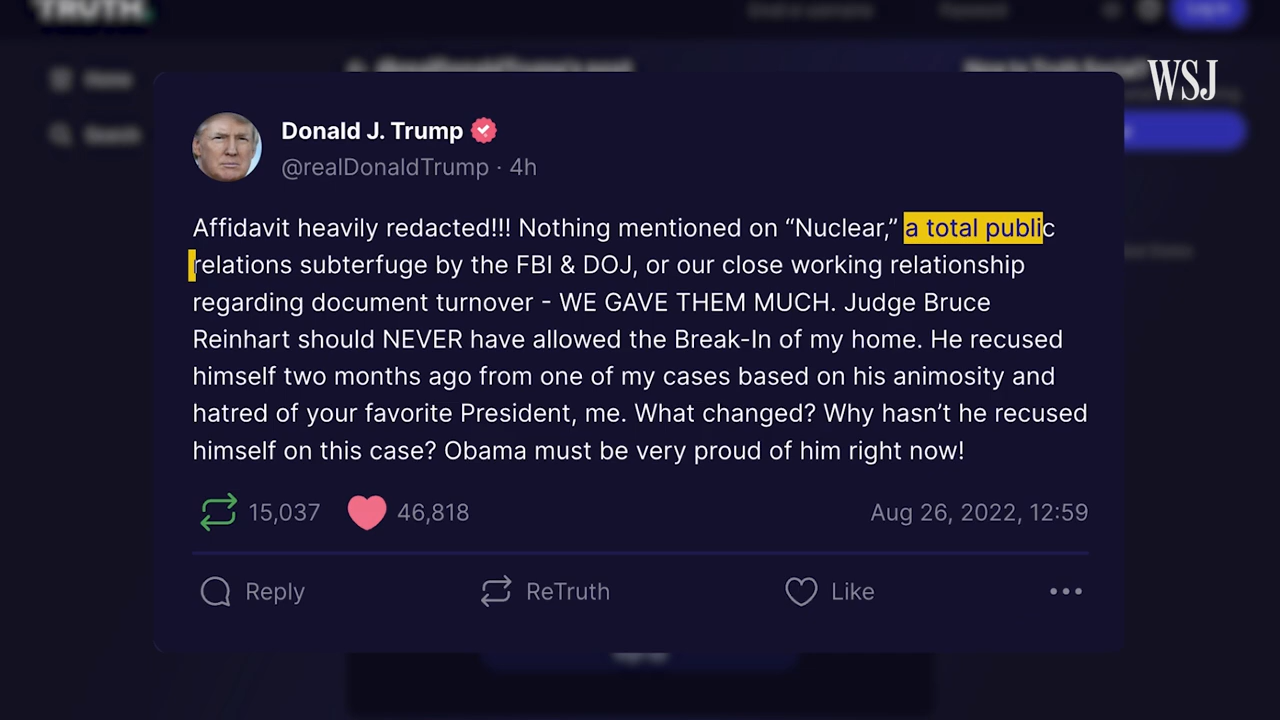 TRUTH.
WSJ
Home
Search
Donald J. Trump
@realDonaldTrump · 4h
Affidavit heavily redacted!!! Nothing mentioned on “Nuclear,” a total public
relations subterfuge by the FBI & DOJ, or our close working relationship
regarding document turnover - WE GAVE THEM MUCH. Judge Bruce
Reinhart should NEVER have allowed the Break-In of my home. He recused
himself two months ago from one of my cases based on his animosity and
hatred of your favorite President, me. What changed? Why hasn’t he recused
himself on this case? Obama must be very proud of him right now!
15,037 46,818 Aug 26, 2022, 12:59
Reply ReTruth Like